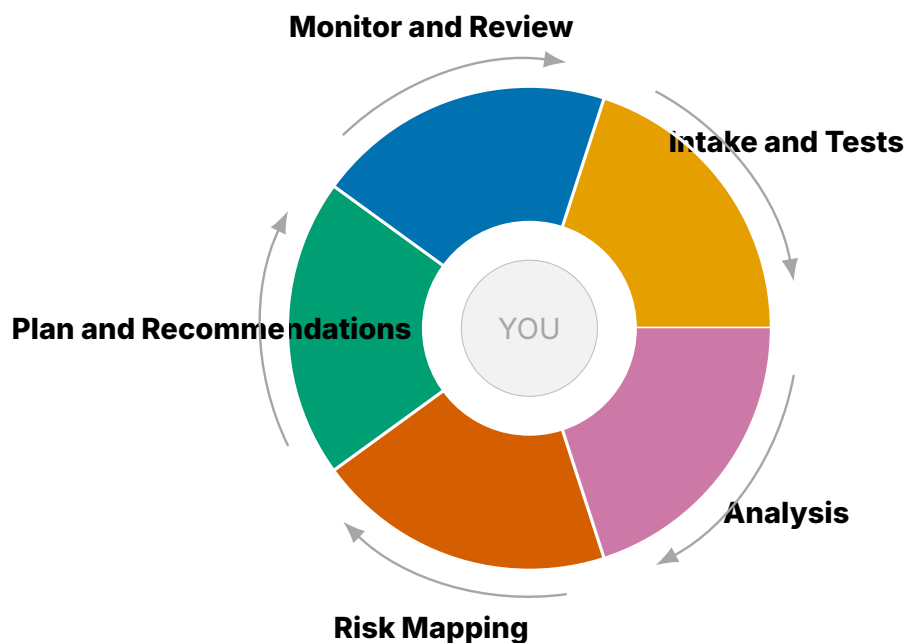 Monitor and Review
Intake and Tests
YOU
Plan and Recommendations
Analysis
Risk Mapping